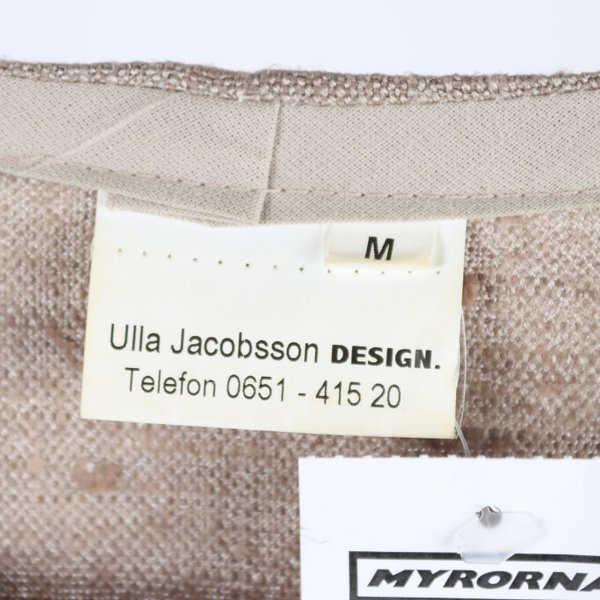 M
Ulla Jacobsson DESIGN.
Telefon 0651 - 415 20
MYRORNA